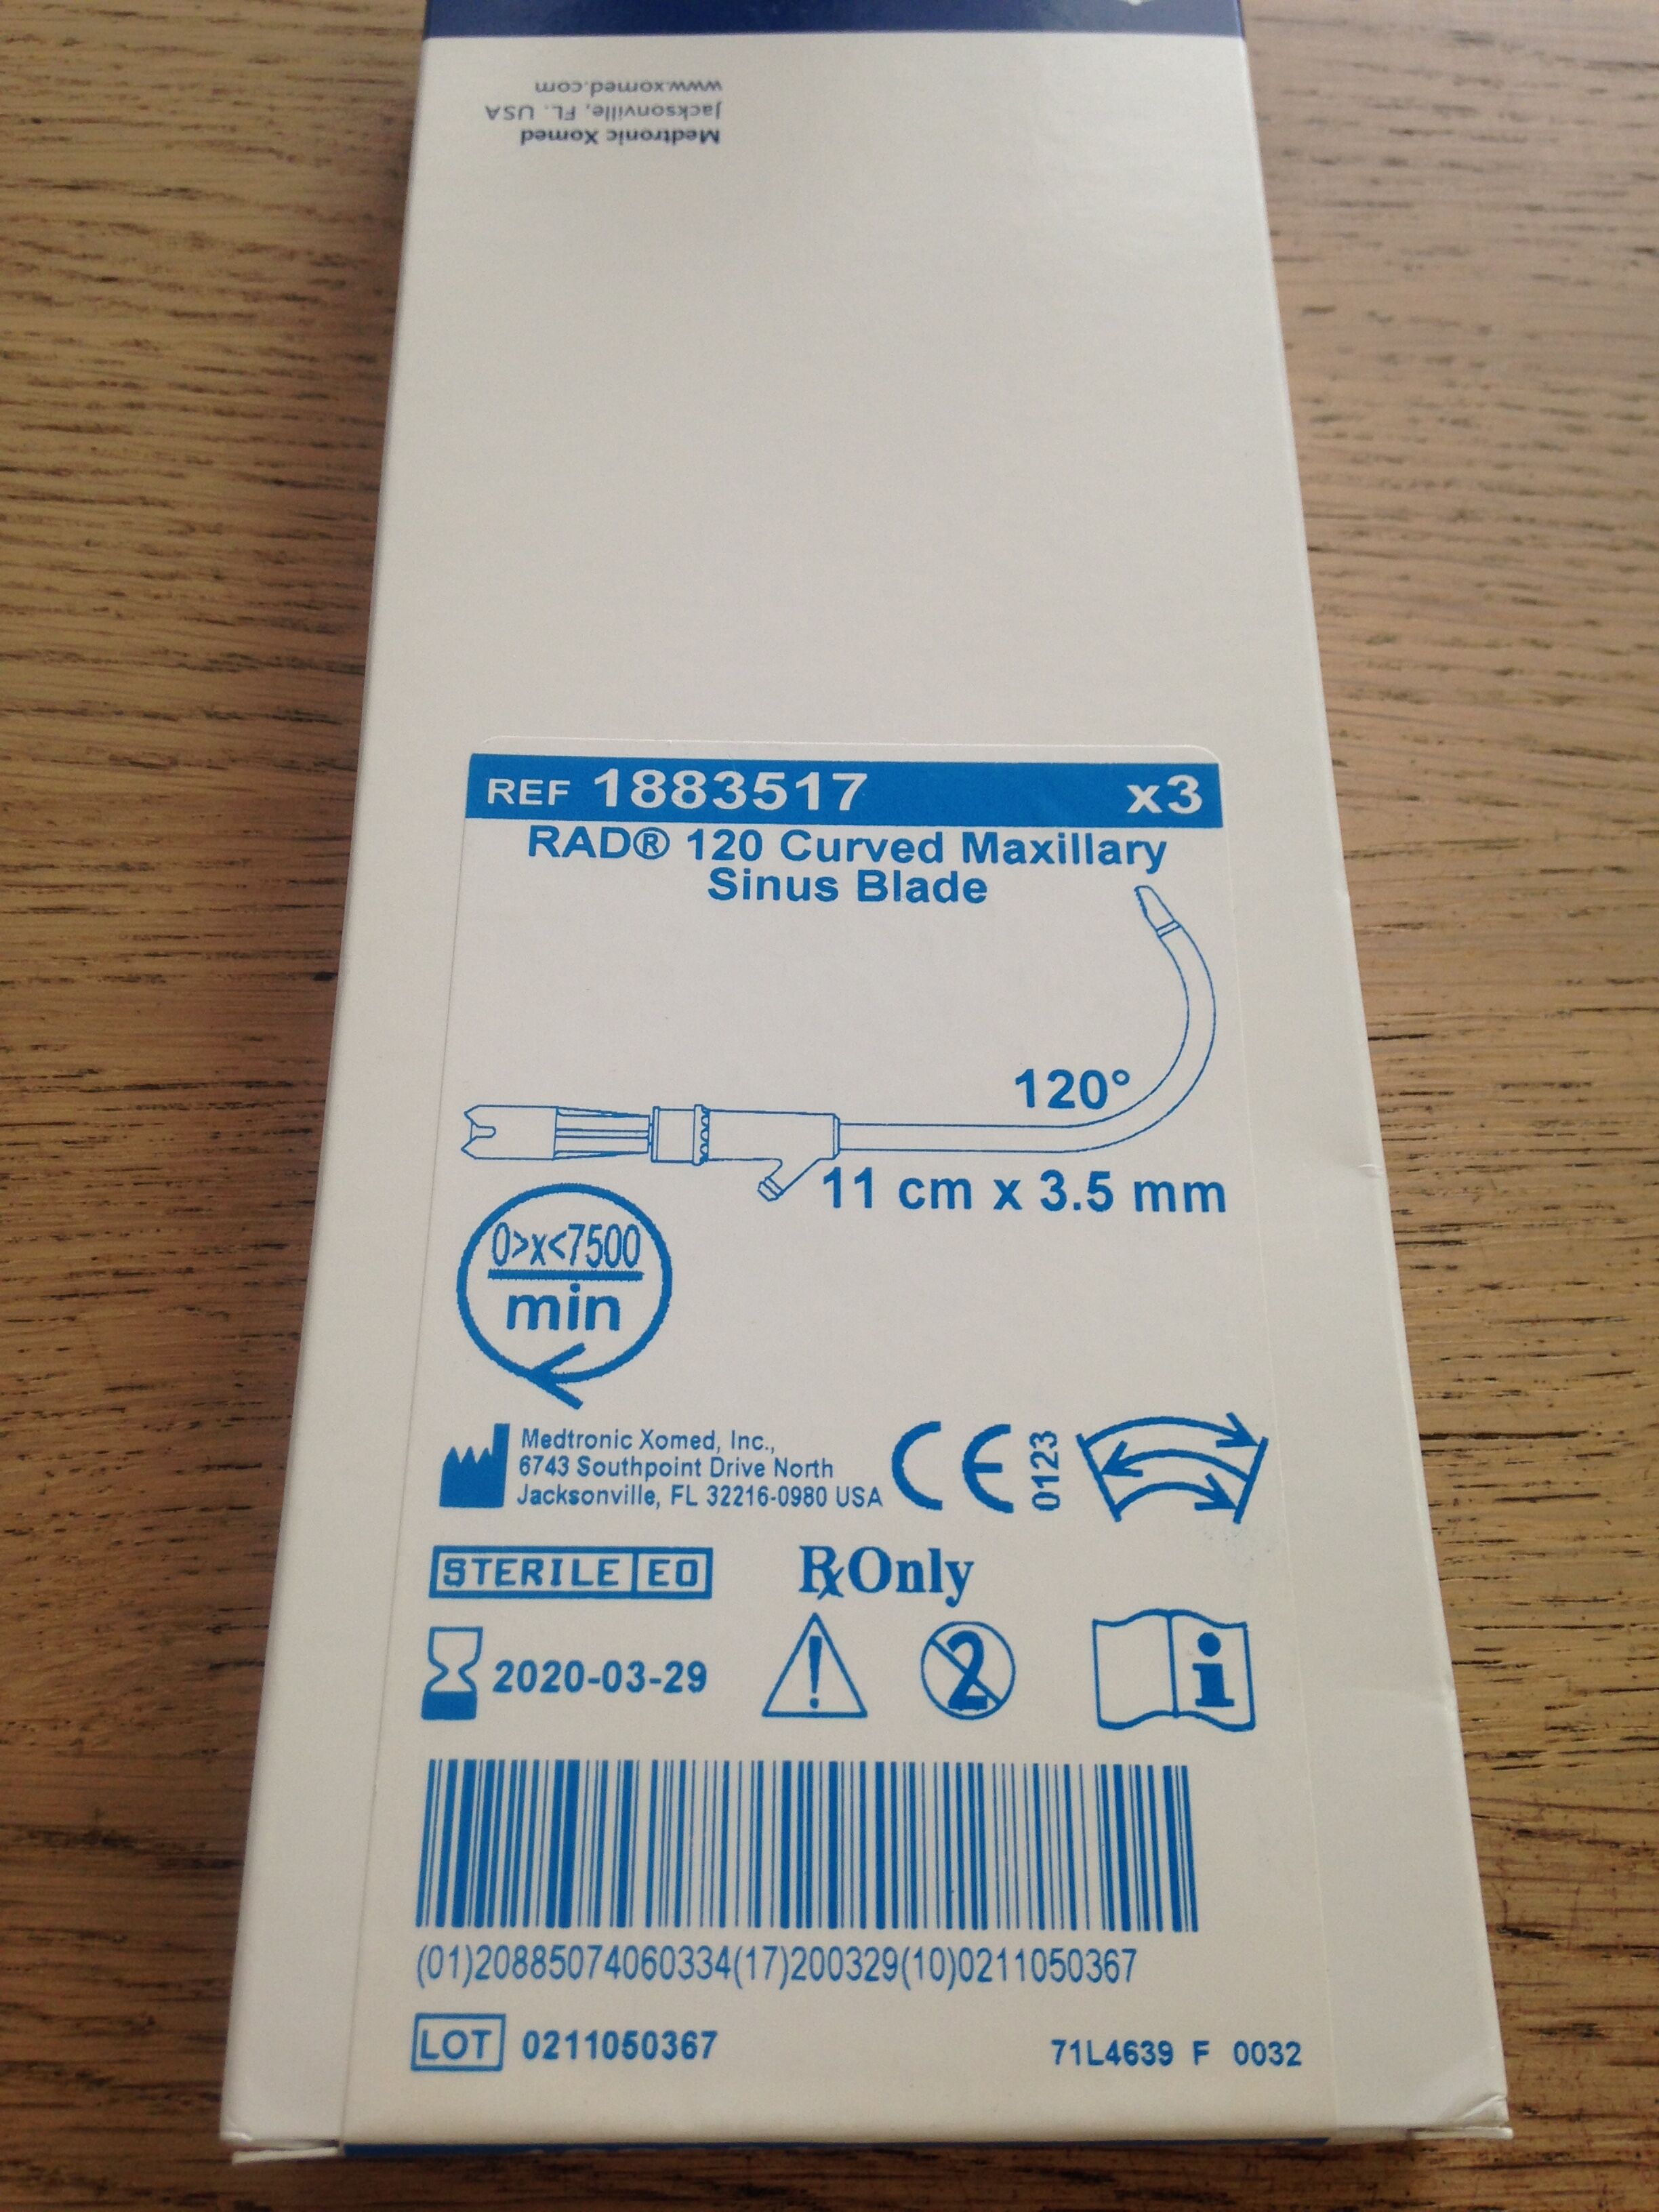 Medtronic Xomed
Jacksonville, FL. USA
www.xomed.com
REF 1883517 x3
RAD® 120 Curved Maxillary
Sinus Blade
120°
11 cm x 3.5 mm
0>x<7500
min
Medtronic Xomed, Inc.,
6743 Southpoint Drive North
Jacksonville, FL 32216-0980 USA
CE 0123
STERILE EO
Rx Only
2020-03-29
!
2
i
(01)20885074060334(17)200329(10)0211050367
LOT 0211050367
71L4639 F 0032